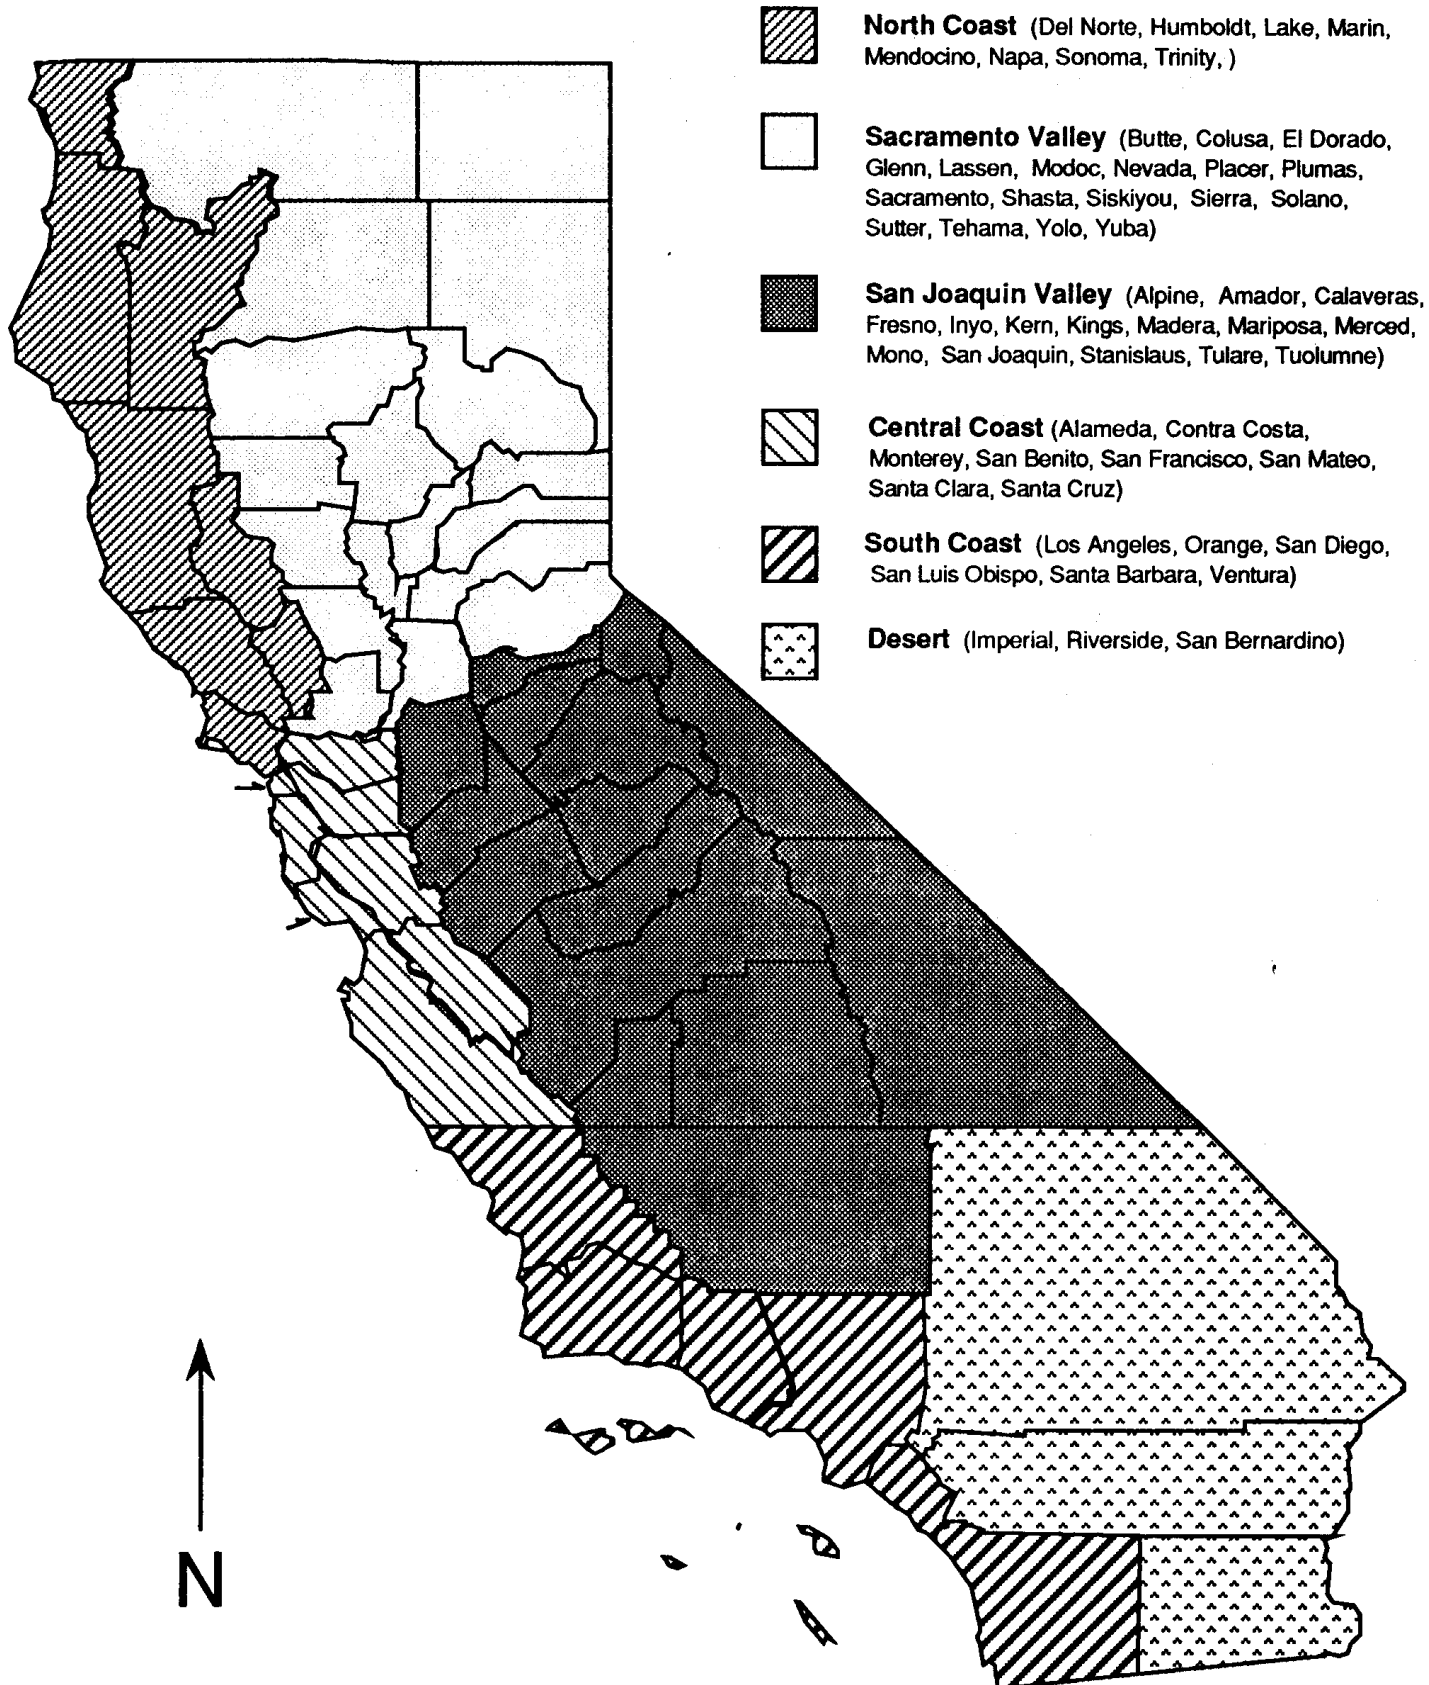 North Coast (Del Norte, Humboldt, Lake, Marin,
Mendocino, Napa, Sonoma, Trinity, )
Sacramento Valley (Butte, Colusa, El Dorado,
Glenn, Lassen, Modoc, Nevada, Placer, Plumas,
Sacramento, Shasta, Siskiyou, Sierra, Solano,
Sutter, Tehama, Yolo, Yuba)
San Joaquin Valley (Alpine, Amador, Calaveras,
Fresno, Inyo, Kern, Kings, Madera, Mariposa, Merced,
Mono, San Joaquin, Stanislaus, Tulare, Tuolumne)
Central Coast (Alameda, Contra Costa,
Monterey, San Benito, San Francisco, San Mateo,
Santa Clara, Santa Cruz)
South Coast (Los Angeles, Orange, San Diego,
San Luis Obispo, Santa Barbara, Ventura)
Desert (Imperial, Riverside, San Bernardino)
N